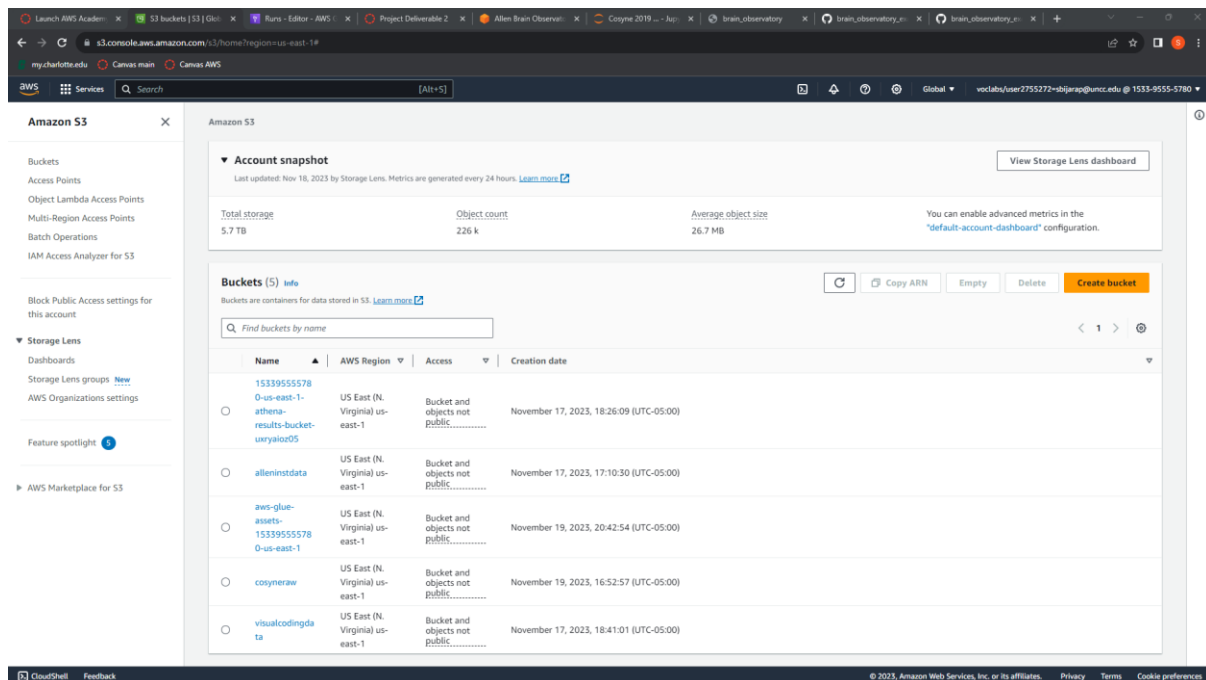 Launch AWS Academ
S3 buckets | S3 | Glob
Runs - Editor - AWS G
Project Deliverable 2
Allen Brain Observato
Cosyne 2019 ... - Jup
brain_observatory
brain_observatory_ex
brain_observatory_ex
s3.console.aws.amazon.com/s3/home?region=us-east-1#
S
my.charlotte.edu
Canvas main
Canvas AWS
aws
Services
Search
[Alt+S]
Global
voclabs/user2755272=sbijarap@uncc.edu @ 1533-9555-5780
Amazon S3
Buckets
Access Points
Object Lambda Access Points
Multi-Region Access Points
Batch Operations
IAM Access Analyzer for S3
Block Public Access settings for
this account
Storage Lens
Dashboards
Storage Lens groups New
AWS Organizations settings
Feature spotlight 5
AWS Marketplace for S3
Amazon S3
Account snapshot
Last updated: Nov 18, 2023 by Storage Lens. Metrics are generated every 24 hours. Learn more
View Storage Lens dashboard
Total storage
5.7 TB
Object count
226 k
Average object size
26.7 MB
You can enable advanced metrics in the
"default-account-dashboard" configuration.
Buckets (5) Info
Buckets are containers for data stored in S3. Learn more
Copy ARN
Empty
Delete
Create bucket
Find buckets by name
1
Name
AWS Region
Access
Creation date
15339555578
0-us-east-1-
athena-
results-bucket-
uxryaioz05
US East (N.
Virginia) us-
east-1
Bucket and
objects not
public
November 17, 2023, 18:26:09 (UTC-05:00)
alleninstdata
US East (N.
Virginia) us-
east-1
Bucket and
objects not
public
November 17, 2023, 17:10:30 (UTC-05:00)
aws-glue-
assets-
15339555578
0-us-east-1
US East (N.
Virginia) us-
east-1
Bucket and
objects not
public
November 19, 2023, 20:42:54 (UTC-05:00)
cosyneraw
US East (N.
Virginia) us-
east-1
Bucket and
objects not
public
November 19, 2023, 16:52:57 (UTC-05:00)
visualcodingda
ta
US East (N.
Virginia) us-
east-1
Bucket and
objects not
public
November 17, 2023, 18:41:01 (UTC-05:00)
CloudShell
Feedback
© 2023, Amazon Web Services, Inc. or its affiliates.
Privacy
Terms
Cookie preferences